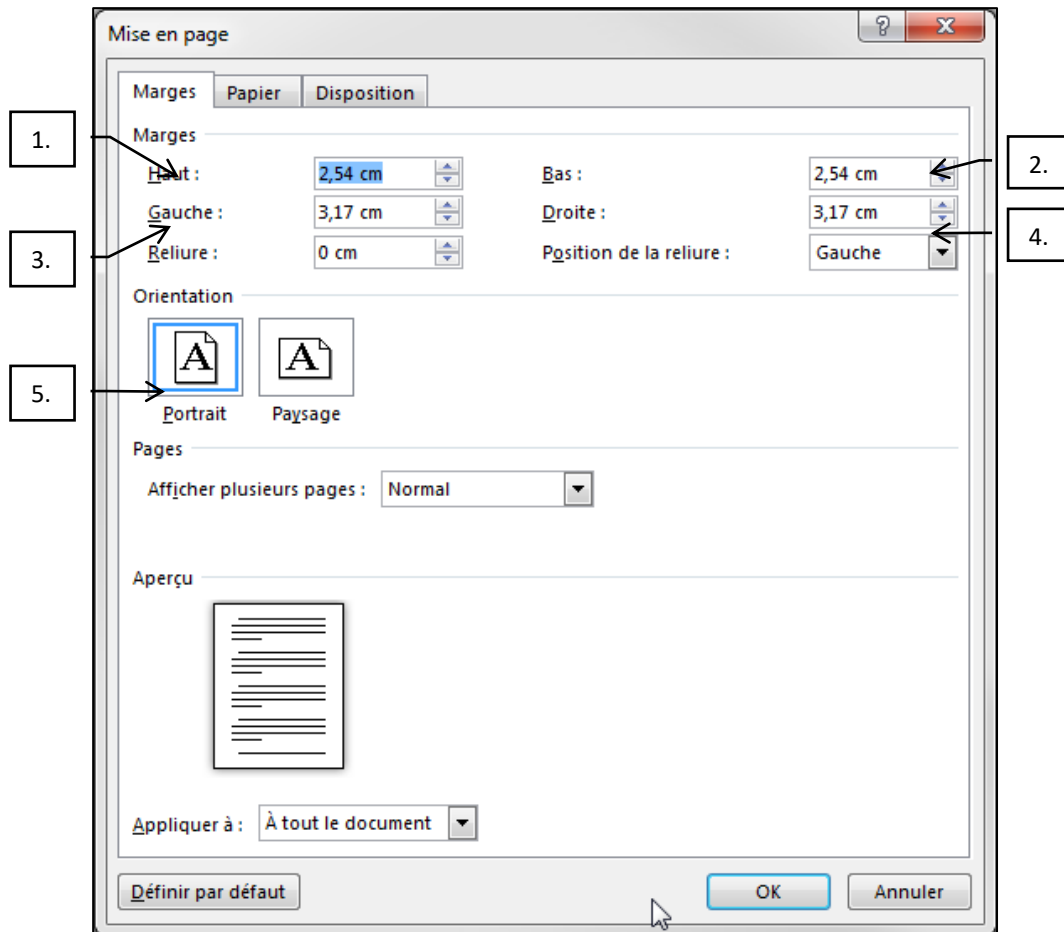 Mise en page
Marges Papier Disposition
Marges
1.
Haut : 2,54 cm Bas : 2,54 cm
2.
Gauche : 3,17 cm Droite : 3,17 cm
3.
Reliure : 0 cm Position de la reliure : Gauche
4.
Orientation
A A
5.
Portrait Paysage
Pages
Afficher plusieurs pages : Normal
Aperçu
Appliquer à : À tout le document
Définir par défaut OK Annuler